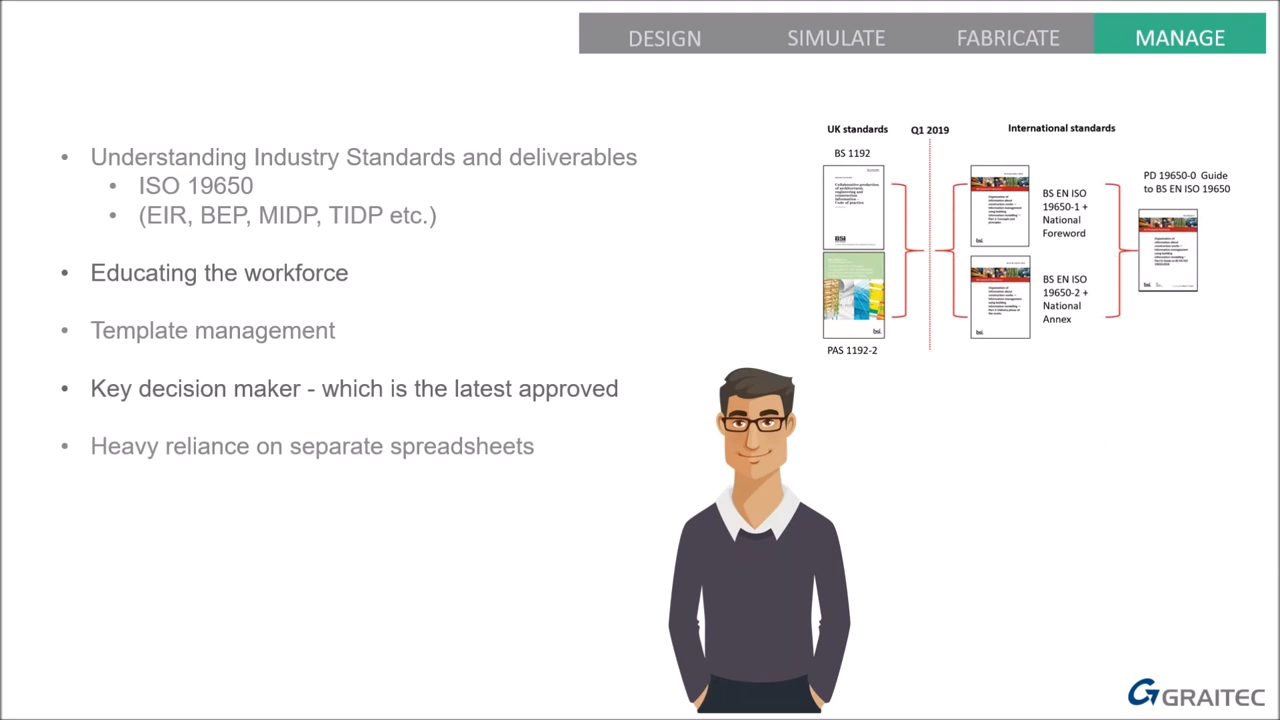 DESIGN SIMULATE FABRICATE MANAGE
• Understanding Industry Standards and deliverables
• ISO 19650
• (EIR, BEP, MIDP, TIDP etc.)
• Educating the workforce
• Template management
• Key decision maker - which is the latest approved
• Heavy reliance on separate spreadsheets
UK standards Q1 2019 International standards
BS 1192
BS EN ISO
19650-1 +
National
Foreword
BS EN ISO
19650-2 +
National
Annex
PD 19650-0 Guide
to BS EN ISO 19650
PAS 1192-2
GRAITEC